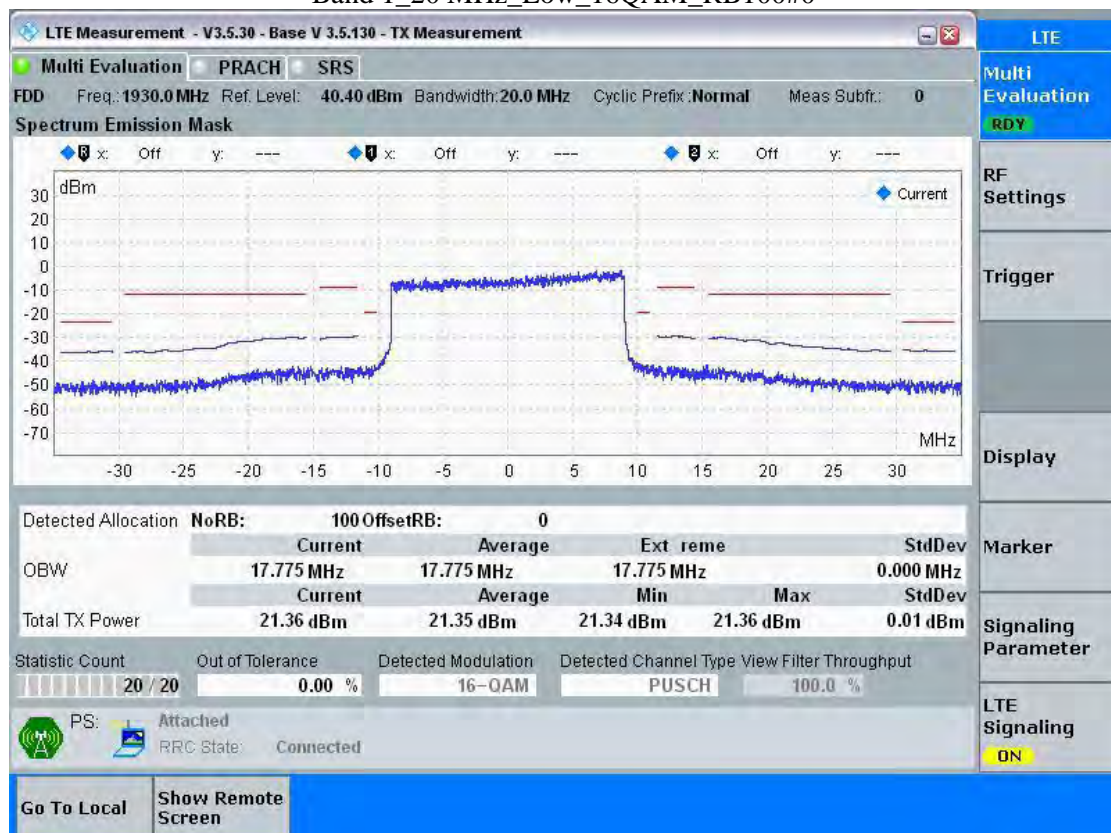 LTE Measurement - V3.5.30 - Base V 3.5.130 - TX Measurement
LTE
Multi Evaluation PRACH SRS
FDD Freq.: 1930.0 MHz Ref. Level: 40.40 dBm Bandwidth: 20.0 MHz Cyclic Prefix : Normal Meas Subfr.: 0
Spectrum Emission Mask
R x: Off y: --- 1 x: Off y: --- 2 x: Off y: ---
dBm
Current
30
20
10
0
-10
-20
-30
-40
-50
-60
-70
MHz
-30 -25 -20 -15 -10 -5 0 5 10 15 20 25 30
Detected Allocation NoRB: 100 OffsetRB: 0
Current Average Ext reme StdDev
OBW 17.775 MHz 17.775 MHz 17.775 MHz 0.000 MHz
Current Average Min Max StdDev
Total TX Power 21.36 dBm 21.35 dBm 21.34 dBm 21.36 dBm 0.01 dBm
Statistic Count Out of Tolerance Detected Modulation Detected Channel Type View Filter Throughput
20 / 20 0.00 % 16-QAM PUSCH 100.0 %
PS: Attached
RRC State: Connected
Multi
Evaluation
RDY
RF
Settings
Trigger
Display
Marker
Signaling
Parameter
LTE
Signaling
ON
Go To Local
Show Remote
Screen